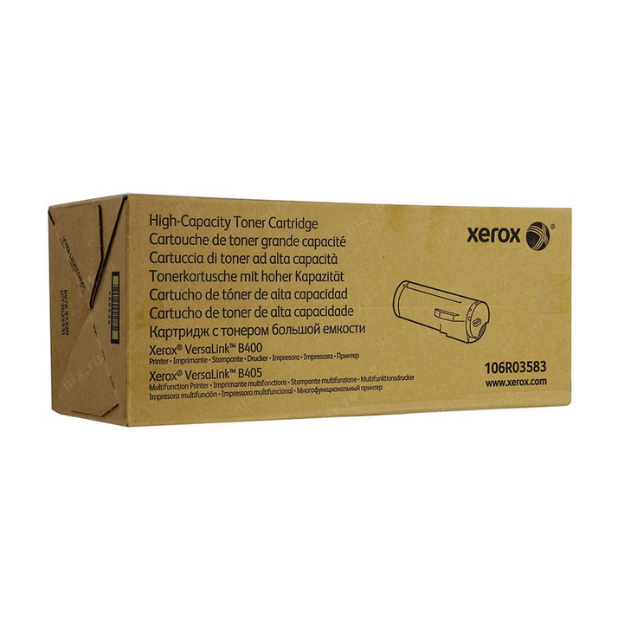 High-Capacity Toner Cartridge
Cartouche de toner grande capacité
Cartuccia di toner ad alta capacità
Tonerkartusche mit hoher Kapazität
Cartucho de tóner de alta capacidad
Cartucho de toner de alta capacidade
Картридж с тонером большой емкости
Xerox® VersaLink™ B400
Printer • Imprimante • Stampante • Drucker • Impresora • Impressora • Принтер
Xerox® VersaLink™ B405
Multifunction Printer • Imprimante multifonctions • Stampante multifunzione • Multifunktionsdrucker
Impresora multifunción • Impressora multifuncional • Многофункциональный принтер
xerox
106R03583
www.xerox.com